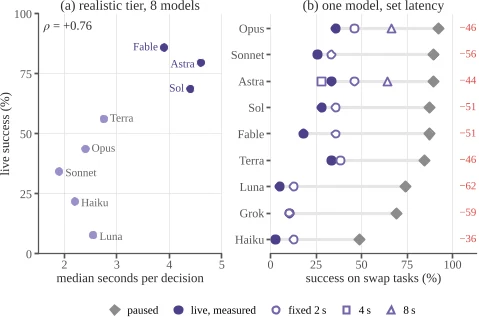 (a) realistic tier, 8 models
ρ = +0.76
live success (%)
100
75
50
25
0
Fable
Astra
Sol
Terra
Opus
Sonnet
Haiku
Luna
2 3 4 5
median seconds per decision
(b) one model, set latency
Opus −46
Sonnet −56
Astra −44
Sol −51
Fable −51
Terra −46
Luna −62
Grok −59
Haiku −36
0 25 50 75 100
success on swap tasks (%)
paused live, measured fixed 2 s 4 s 8 s